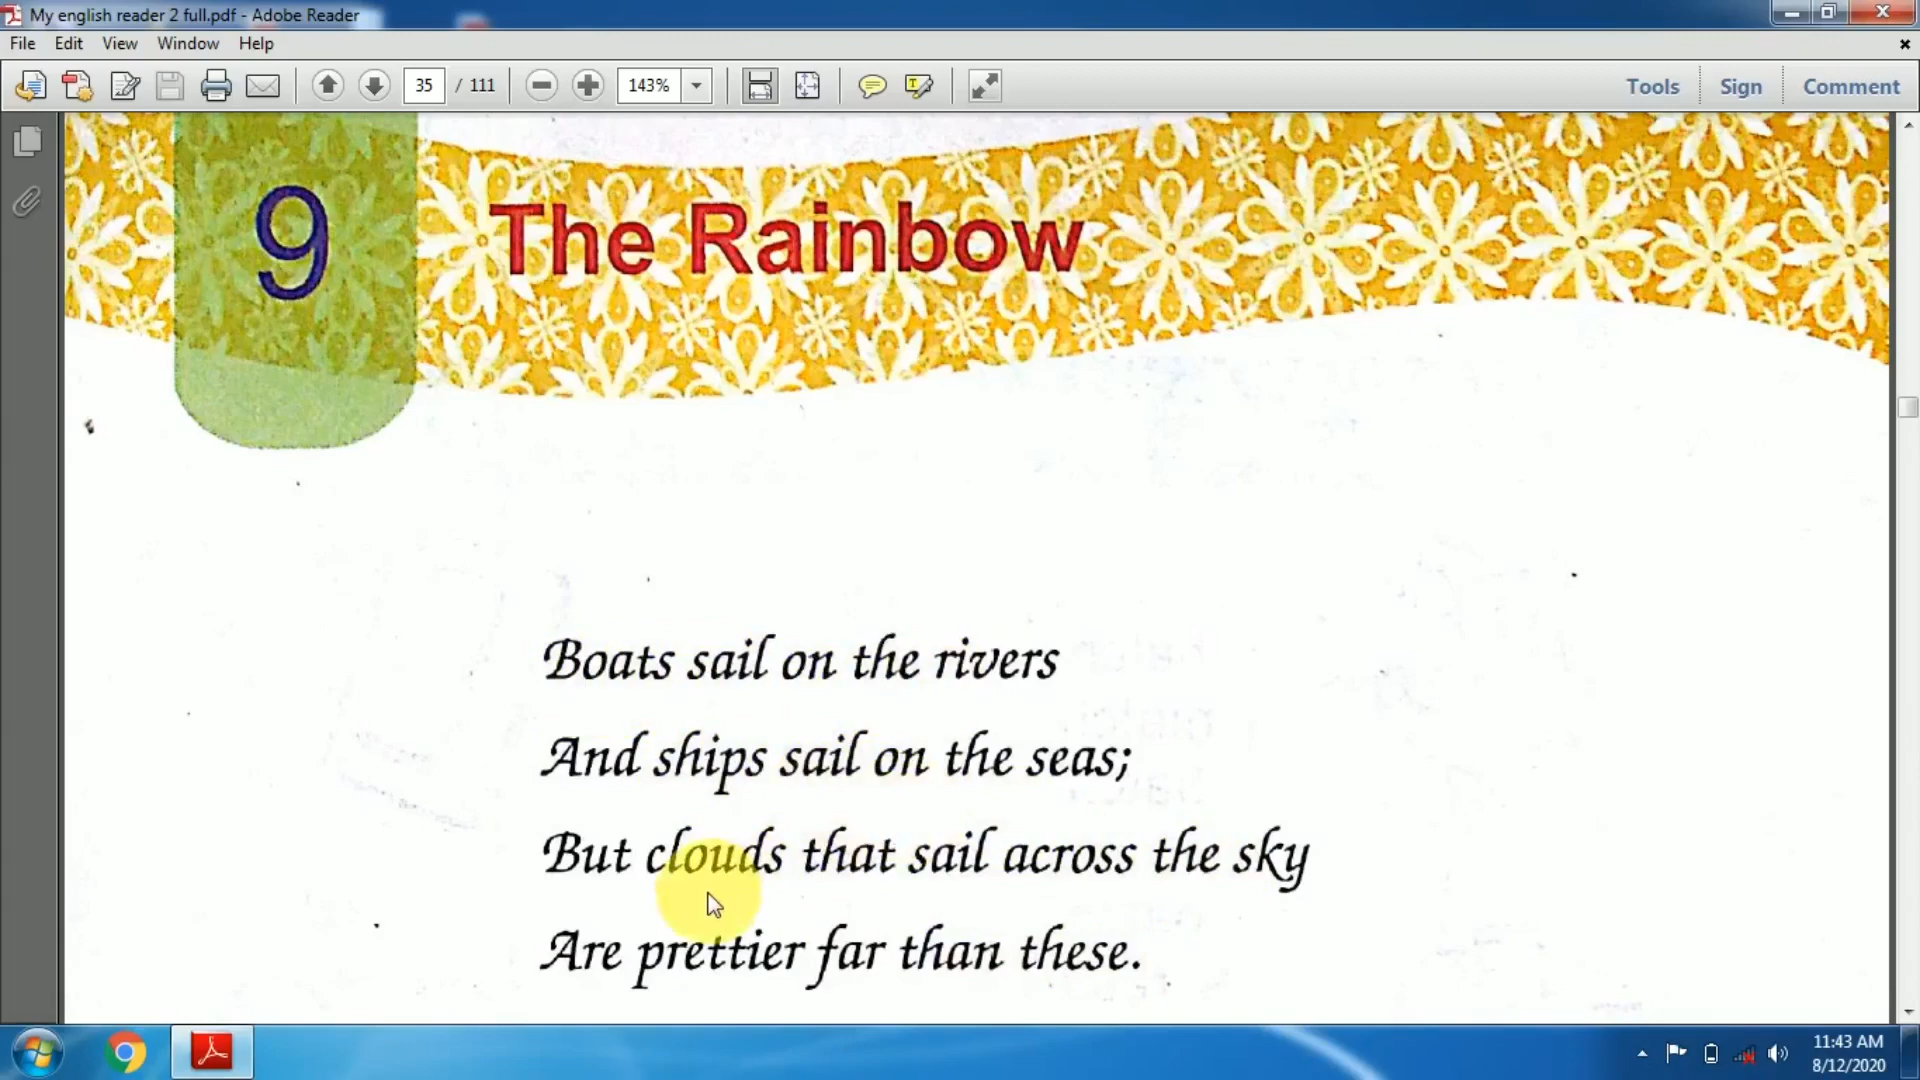 My english reader 2 full.pdf - Adobe Reader
File Edit View Window Help
35 / 111 143% Tools Sign Comment
9 The Rainbow
Boats sail on the rivers
And ships sail on the seas;
But clouds that sail across the sky
Are prettier far than these.
11:43 AM
8/12/2020